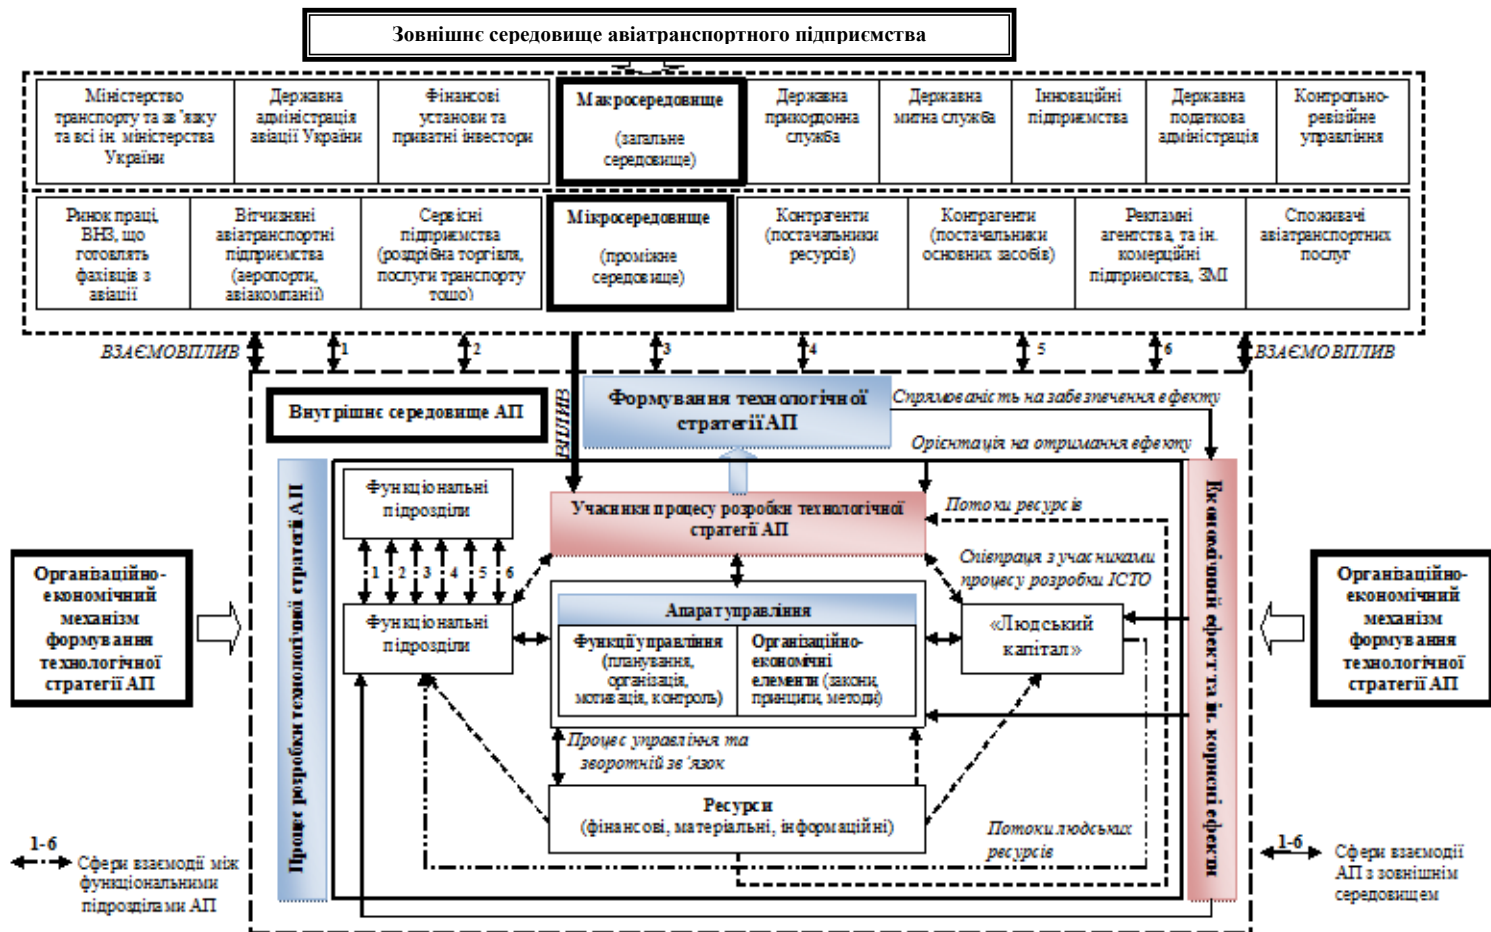 Зовнішнє середовище авіатранспортного підприємства
Міністерство
транспорту та зв’язку
та всі ін. міністерства
України
Державна
адміністрація
авіації України
Фінансові
установи та
приватні інвестори
Макросередовище
(загальне
середовище)
Державна
прикордонна
служба
Державна
митна служба
Інноваційні
підприємства
Державна
податкова
адміністрація
Контрольно-
ревізійне
управління
Ринок праці,
ВНЗ, що
готовлять
фахівців з
авіації
Вітчизняні
авіатранспортні
підприємства
(аеропорти,
авіакомпанії)
Сервісні
підприємства
(роздрібна торгівля,
послуги транспорту
тощо)
Мікросередовище
(проміжне
середовище)
Контрагенти
(постачальники
ресурсів)
Контрагенти
(постачальники
основних засобів)
Рекламні
агентства, та ін.
комерційні
підприємства, ЗМІ
Споживачі
авіатранспортних
послуг
ВЗАЄМОВПЛИВ
1
2
3
4
5
6
ВЗАЄМОВПЛИВ
Внутрішнє середовище АП
ВПЛИВ
Формування технологічної
стратегії АП
Спрямованість на забезпечення ефекту
Орієнтація на отримання ефекту
Процес розробки технологічної стратегії АП
Функціональні
підрозділи
1
2
3
4
5
6
Функціональні
підрозділи
Учасники процесу розробки технологічної
стратегії АП
Потоки ресурсів
Співпраця з учасниками
процесу розробки ІСТО
Апарат управління
Функції управління
(планування,
організація,
мотивація, контроль)
Організаційно-
економічні
елементи (закони,
принципи, методи)
«Людський
капітал»
Процес управління та
зворотній зв’язок
Ресурси
(фінансові, матеріальні, інформаційні)
Потоки людських
ресурсів
Економічний ефект та ін. корисні ефекти
Організаційно-
економічний
механізм
формування
технологічної
стратегії АП
Організаційно-
економічний
механізм
формування
технологічної
стратегії АП
1-6
Сфери взаємодії між
функціональними
підрозділами АП
1-6
Сфери взаємодії
АП з зовнішнім
середовищем